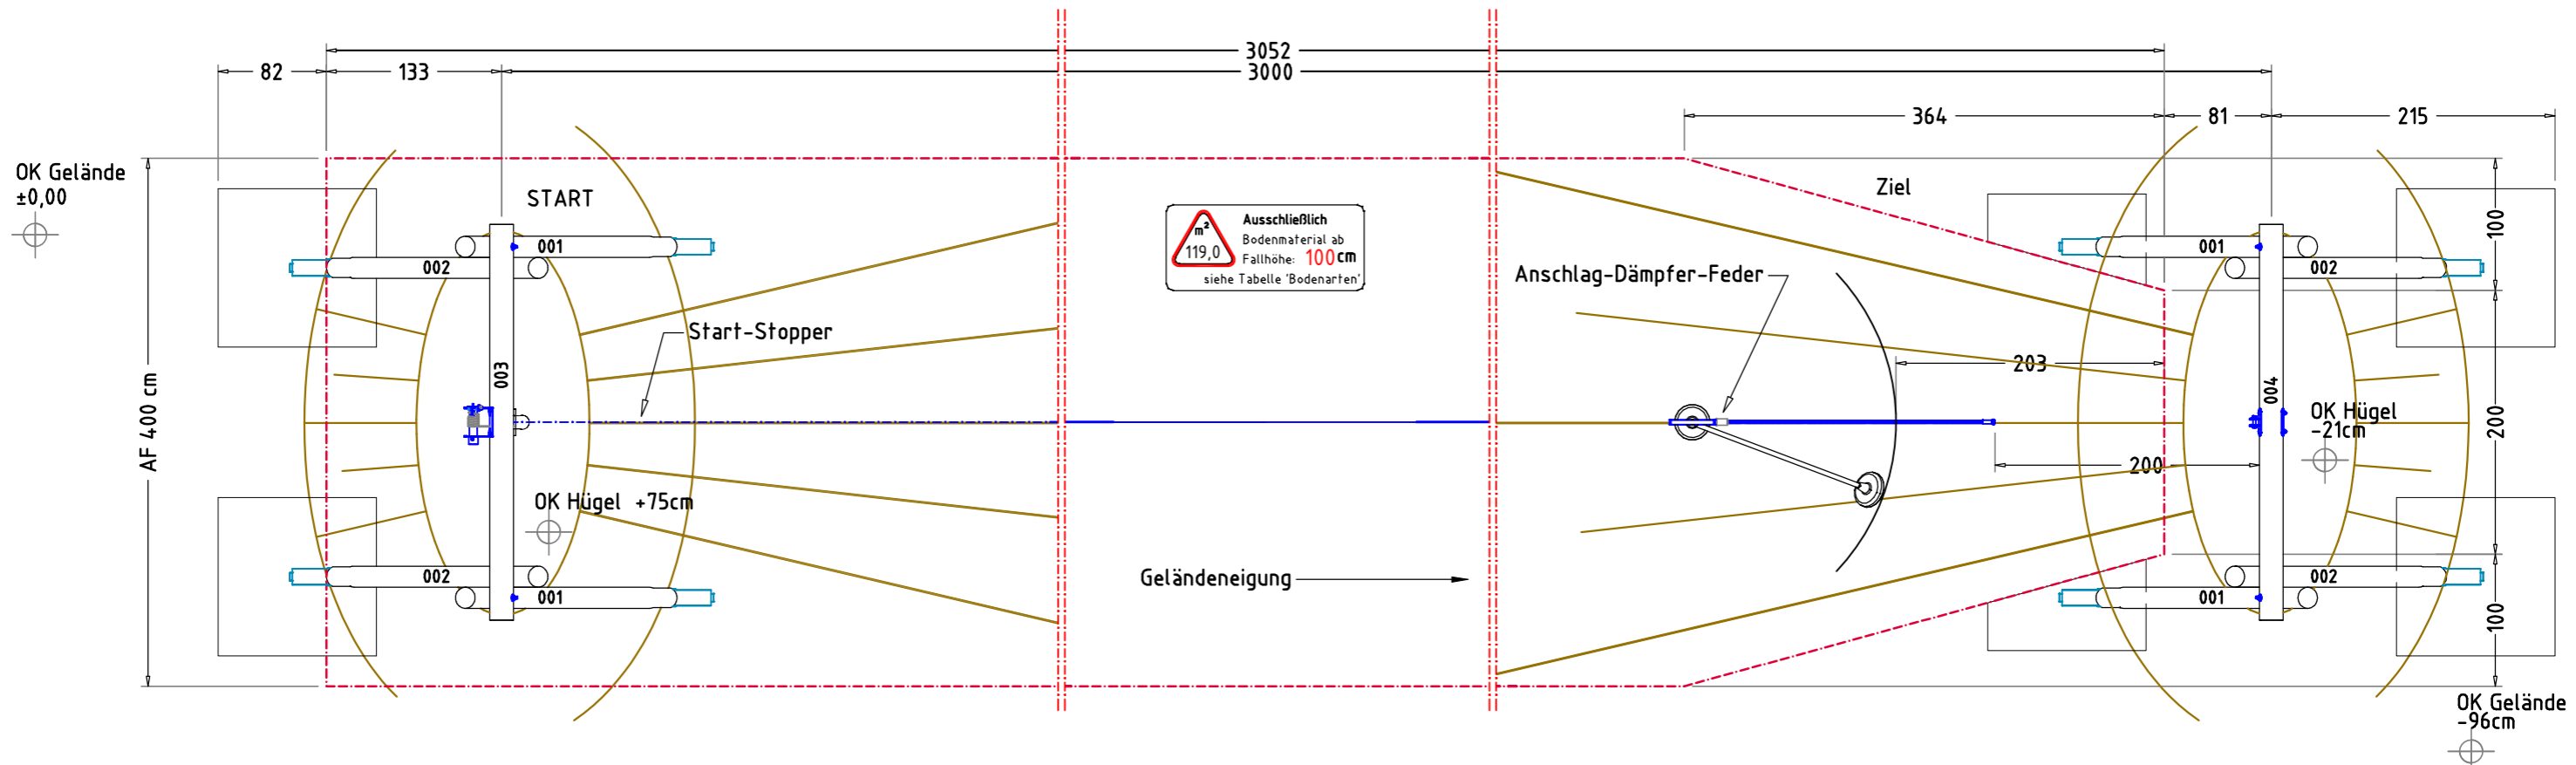 3052
82
133
3000
364
81
215
OK Gelände
±0,00
START
Ziel
100
m²
119,0
Ausschließlich
Bodenmaterial ab
Fallhöhe: 100cm
siehe Tabelle 'Bodenarten'
001
002
001
002
Anschlag-Dämpfer-Feder
Start-Stopper
003
203
004
AF 400 cm
OK Hügel
-21cm
200
200
OK Hügel +75cm
Geländeneigung
002
001
002
001
100
OK Gelände
-96cm